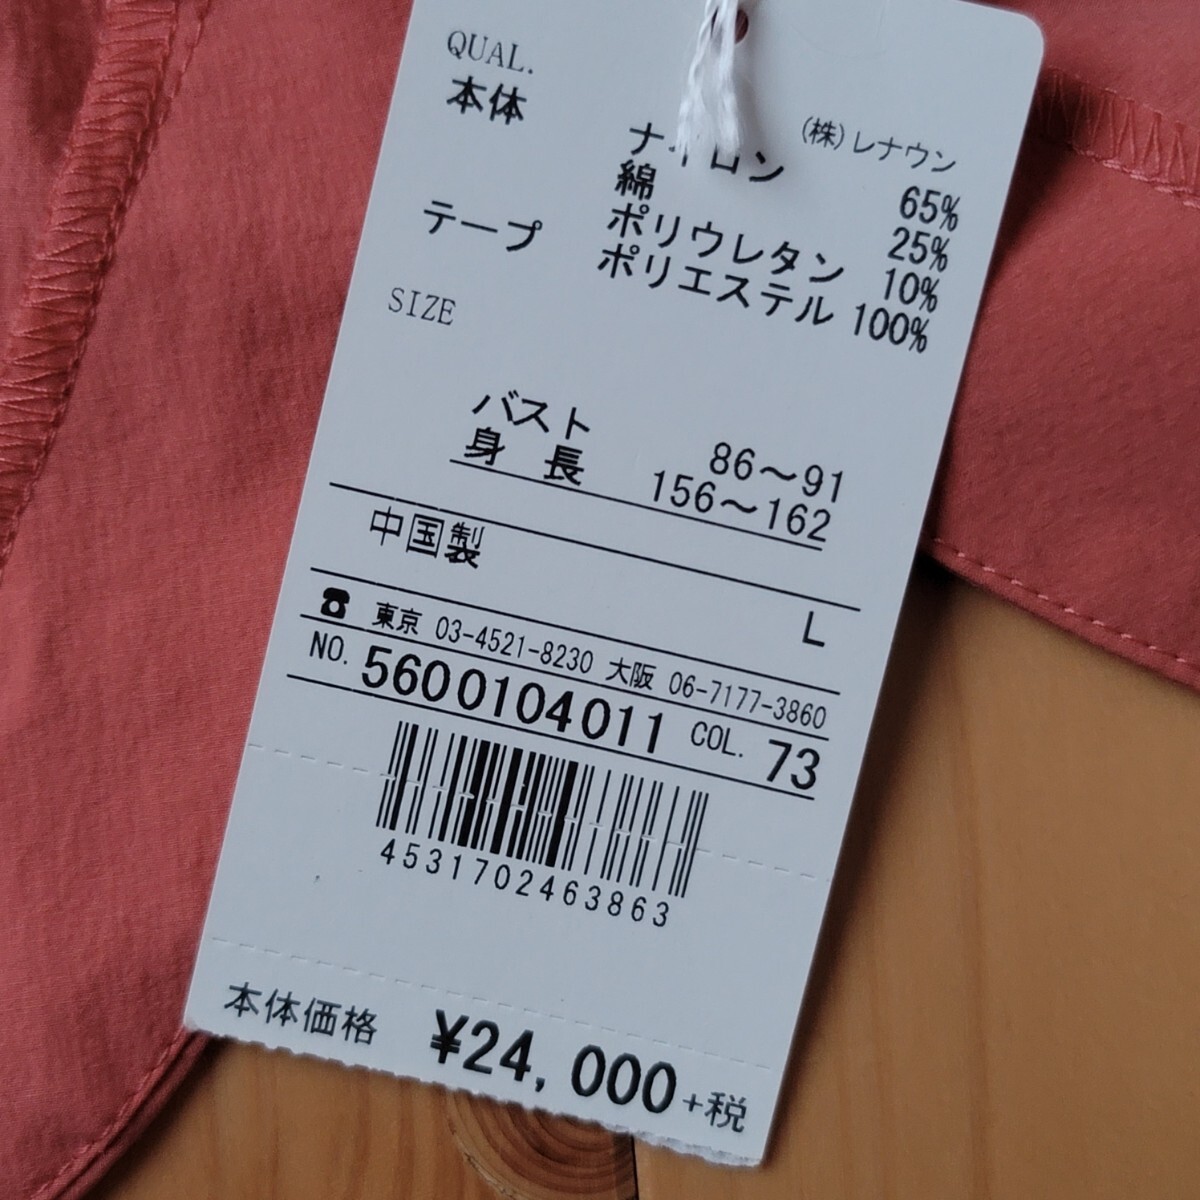 QUAL.
(株)レナウン
本体 ナイロン 65%
綿 25%
ポリウレタン 10%
テープ ポリエステル 100%
SIZE
バスト 86〜91
身 長 156〜162
L
中国製
☎ 東京 03-4521-8230 大阪 06-7177-3860
NO. 5600104011 COL. 73
4531702463863
本体価格 ¥24,000+税